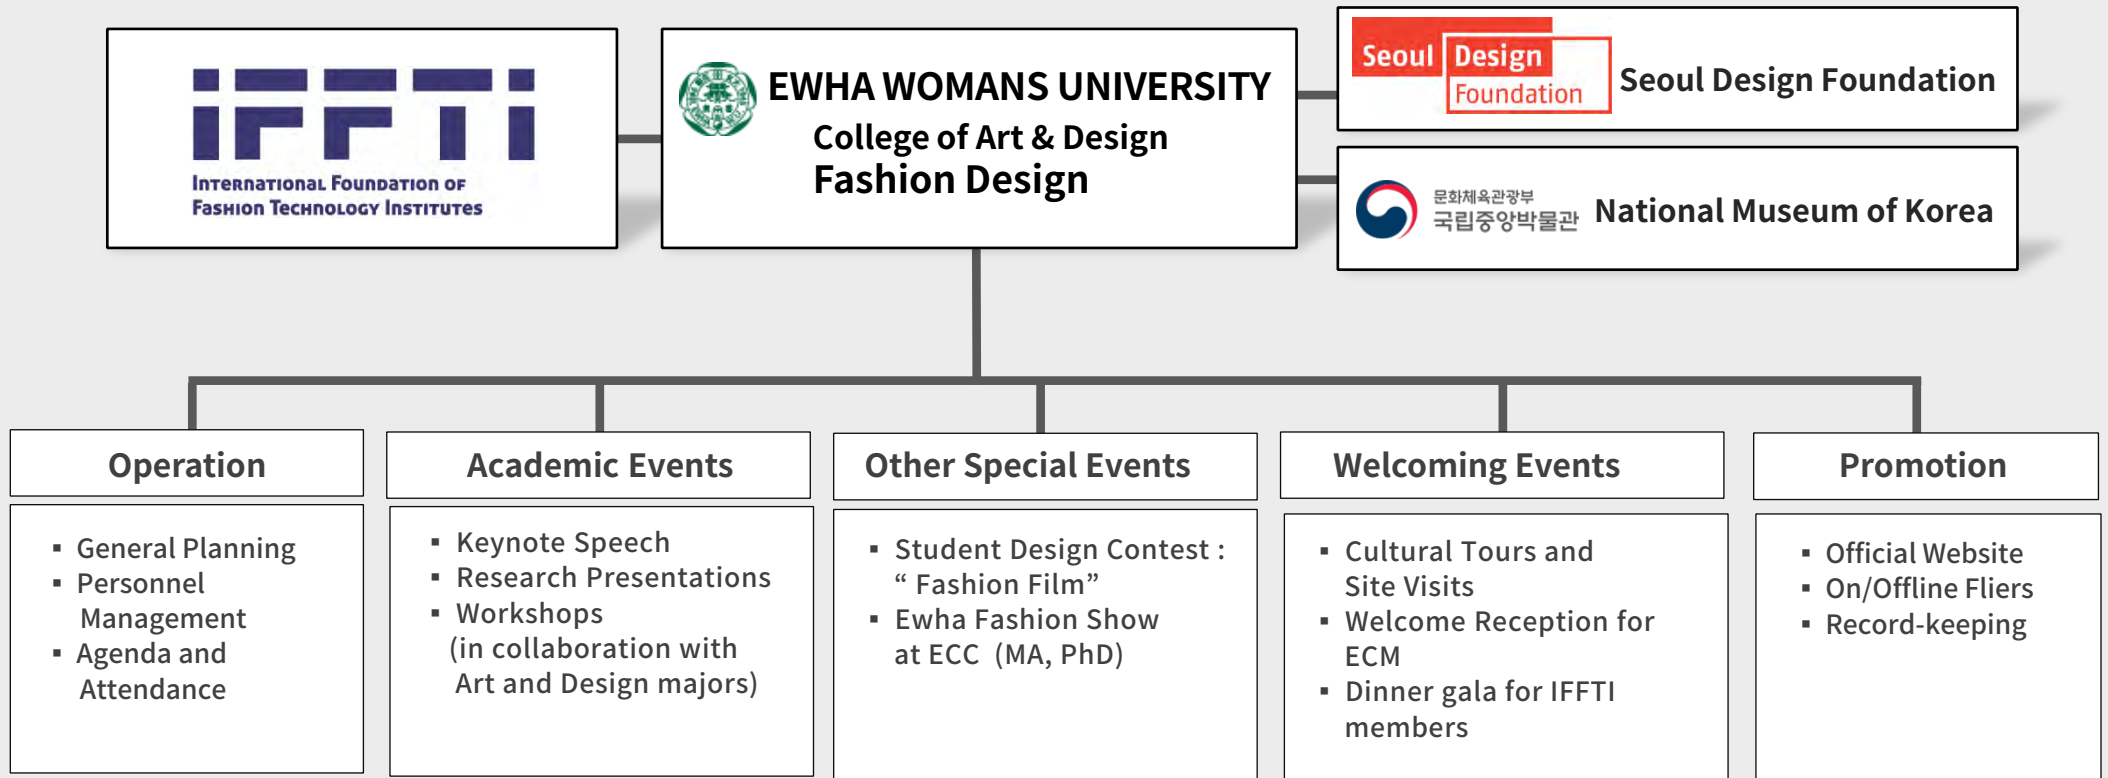 IFFTI
INTERNATIONAL FOUNDATION OF
FASHION TECHNOLOGY INSTITUTES
EWHA WOMANS UNIVERSITY
College of Art & Design
Fashion Design
Seoul Design
Foundation
Seoul Design Foundation
문화체육관광부
국립중앙박물관
National Museum of Korea
Operation
▪ General Planning
▪ Personnel
Management
▪ Agenda and
Attendance
Academic Events
▪ Keynote Speech
▪ Research Presentations
▪ Workshops
(in collaboration with
Art and Design majors)
Other Special Events
▪ Student Design Contest :
“ Fashion Film”
▪ Ewha Fashion Show
at ECC (MA, PhD)
Welcoming Events
▪ Cultural Tours and
Site Visits
▪ Welcome Reception for
ECM
▪ Dinner gala for IFFTI
members
Promotion
▪ Official Website
▪ On/Offline Fliers
▪ Record-keeping